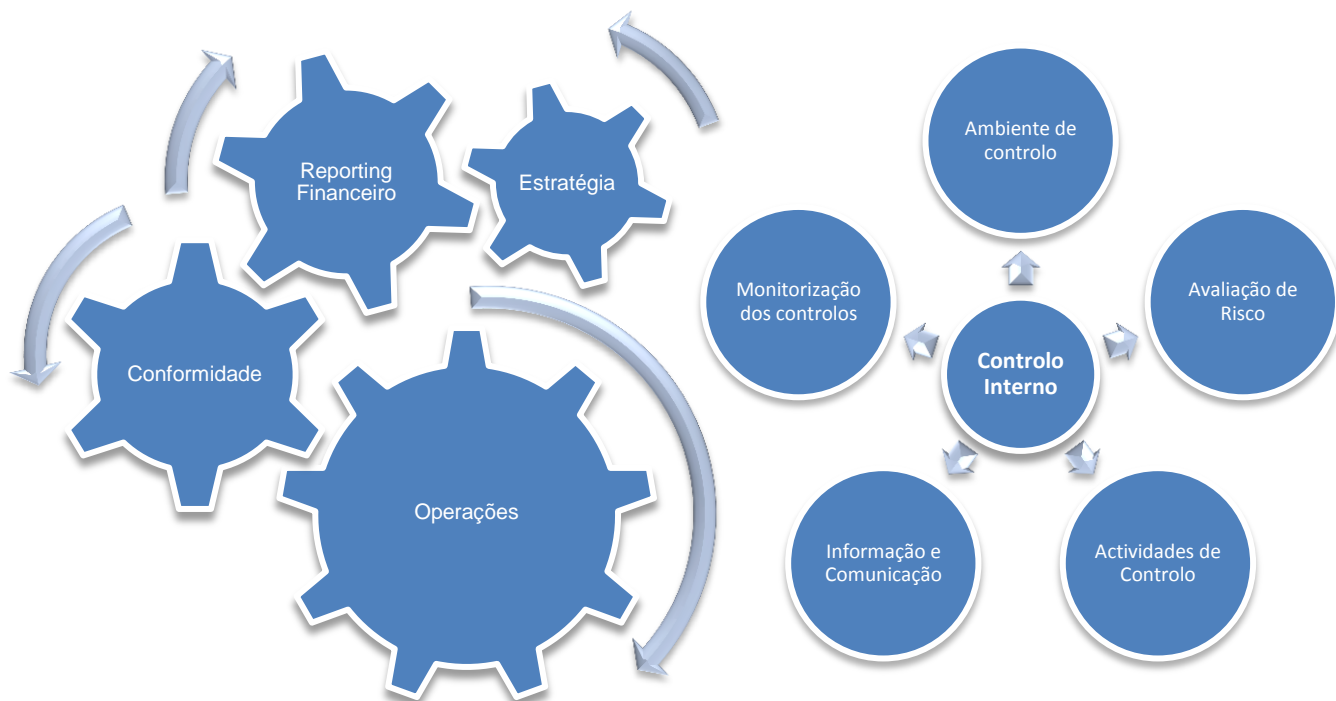 Reporting
Financeiro
Estratégia
Conformidade
Operações
Ambiente de
controlo
Monitorização
dos controlos
Avaliação de
Risco
Controlo
Interno
Informação e
Comunicação
Actividades de
Controlo